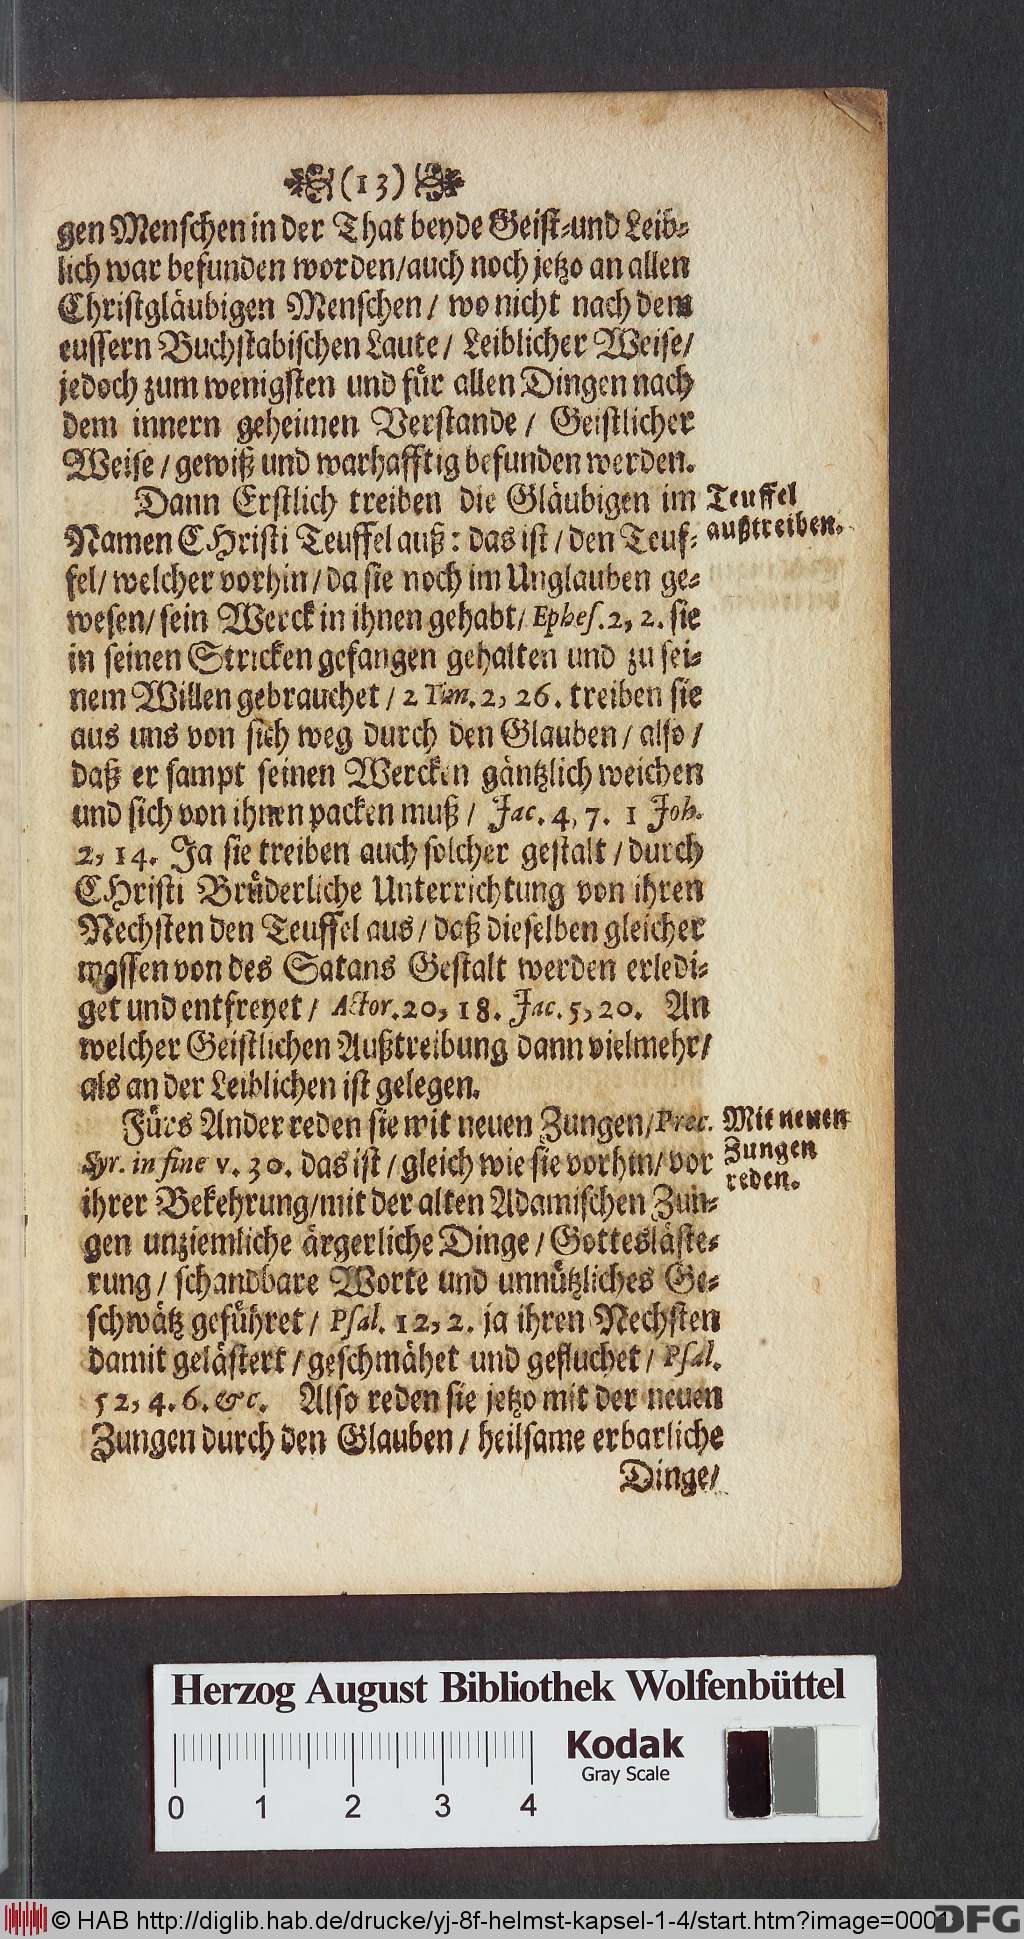 (13)
gen Menschen in der That beyde Geist-und Leib-
lich war befunden worden/auch noch jetzo an allen
Christgläubigen Menschen/ wo nicht nach dem
eussern Buchstabischen Laute/ Leiblicher Weise/
jedoch zum wenigsten und für allen Dingen nach
dem innern geheimen Verstande/ Geistlicher
Weise/gewiß und warhafftig befunden werden.
Dann Erstlich treiben die Gläubigen im
Namen CHristi Teuffel auß: das ist/den Teuf-
fel/welcher vorhin/da sie noch im Unglauben ge-
wesen/sein Werck in ihnen gehabt/Ephes.2, 2. sie
in seinen Stricken gefangen gehalten und zu sei-
nem Willen gebrauchet/2 Tim.2, 26. treiben sie
aus uns von sich weg durch den Glauben/ also/
daß er sampt seinen Wercken gäntzlich weichen
und sich von ihnen packen muß/ Jac. 4, 7. 1 Joh.
2, 14. Ja sie treiben auch solcher gestalt/durch
CHristi Brüderliche Unterrichtung von ihren
Nechsten den Teuffel aus/daß dieselben gleicher
massen von des Satans Gestalt werden erledi-
get und entfreyet/ Actor.20, 18. Jac. 5, 20. An
welcher Geistlichen Außtreibung dann vielmehr/
als an der Leiblichen ist gelegen.
Teuffel
außtreiben.
Fürs Ander reden sie mit neuen Zungen/Prec.
Syr. in fine v. 30. das ist/gleich wie sie vorhin/vor
ihrer Bekehrung/mit der alten Adamischen Zun-
gen unziemliche ärgerliche Dinge/Gottesläste-
rung/schandbare Worte und unnützliches Ge-
schwätz geführet/ Psal. 12, 2. ja ihren Nechsten
damit gelästert/geschmähet und gefluchet/Psal.
52, 4. 6. &c. Also reden sie jetzo mit der neuen
Zungen durch den Glauben/ heilsame erbarliche
Dinge/
Mit neuen
Zungen
reden.
Herzog August Bibliothek Wolfenbüttel
Kodak
Gray Scale
0 1 2 3 4
© HAB http://diglib.hab.de/drucke/yj-8f-helmst-kapsel-1-4/start.htm?image=0001
DFG